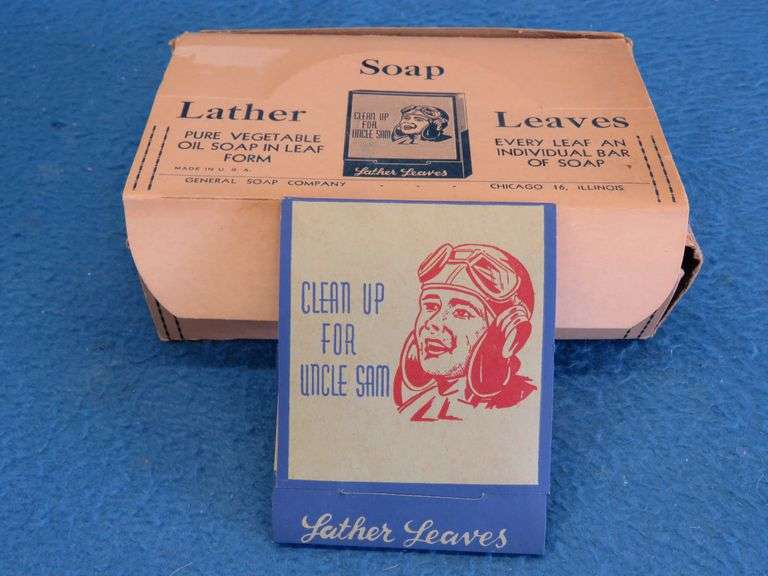 Soap
Lather
PURE VEGETABLE
OIL SOAP IN LEAF
FORM
MADE IN U. S. A.
GENERAL SOAP COMPANY
CLEAN UP
FOR
UNCLE SAM
Lather Leaves
Leaves
EVERY LEAF AN
INDIVIDUAL BAR
OF SOAP
CHICAGO 16, ILLINOIS
CLEAN UP
FOR
UNCLE SAM
Lather Leaves